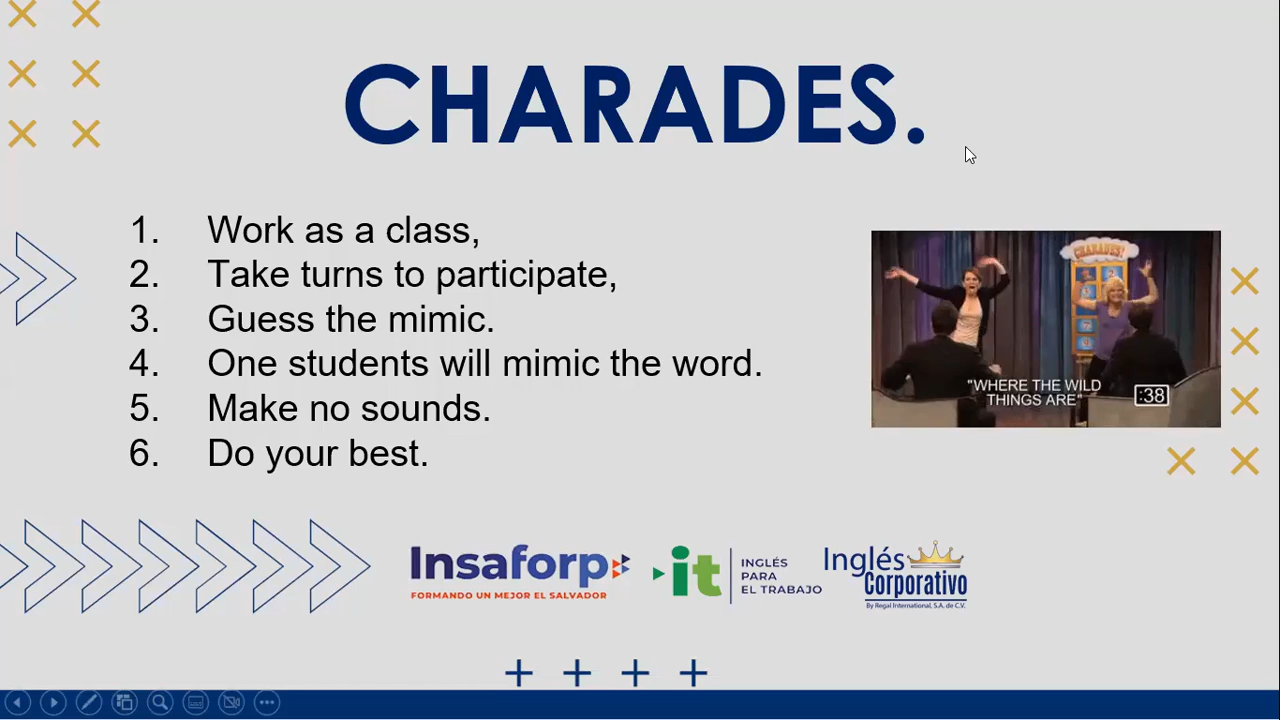 CHARADES.
1. Work as a class,
2. Take turns to participate,
3. Guess the mimic.
4. One students will mimic the word.
5. Make no sounds.
6. Do your best.
CHARADES!
"WHERE THE WILD
THINGS ARE"
:38
Insaforp
FORMANDO UN MEJOR EL SALVADOR
it
INGLÉS
PARA
EL TRABAJO
Inglés
Corporativo
By Regal International, S.A. de C.V.